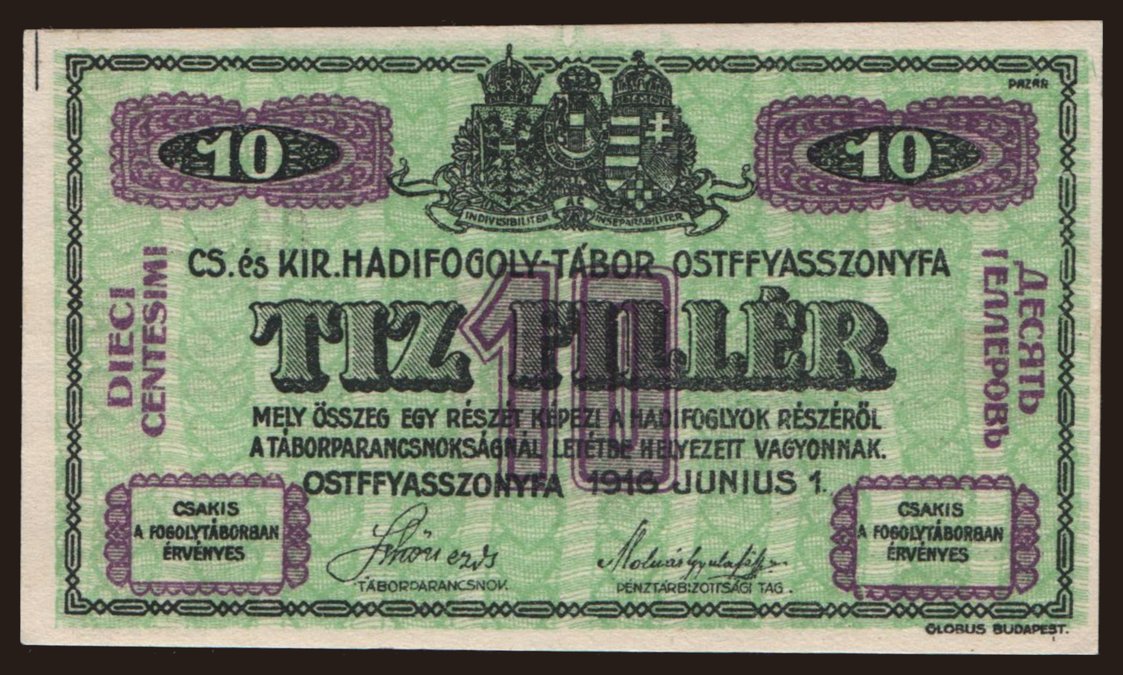 PAZÁR
10
10
INDIVISIBILITER AC INSEPARABILITER
CS. és KIR. HADIFOGOLY-TÁBOR OSTFFYASSZONYFA
DIECI
CENTESIMI
10
TIZ FILLÉR
ДЕСЯТЬ
ГЕЛЛЕРОВЪ
MELY ÖSSZEG EGY RÉSZÉT KÉPEZI A HADIFOGLYOK RÉSZÉRŐL
A TÁBORPARANCSNOKSÁGNÁL LETÉTBE HELYEZETT VAGYONNAK.
OSTFFYASSZONYFA 1916 JUNIUS 1.
CSAKIS
A FOGOLYTÁBORBAN
ÉRVÉNYES
TÁBORPARANCSNOK.
PÉNZTÁRBIZOTTSÁGI TAG.
CSAKIS
A FOGOLYTÁBORBAN
ÉRVÉNYES
GLOBUS BUDAPEST.